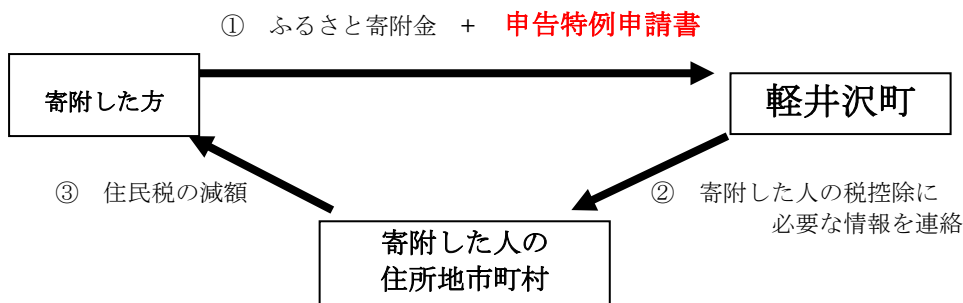 ① ふるさと寄附金 + 申告特例申請書
寄附した方
軽井沢町
③ 住民税の減額
② 寄附した人の税控除に
必要な情報を連絡
寄附した人の
住所地市町村